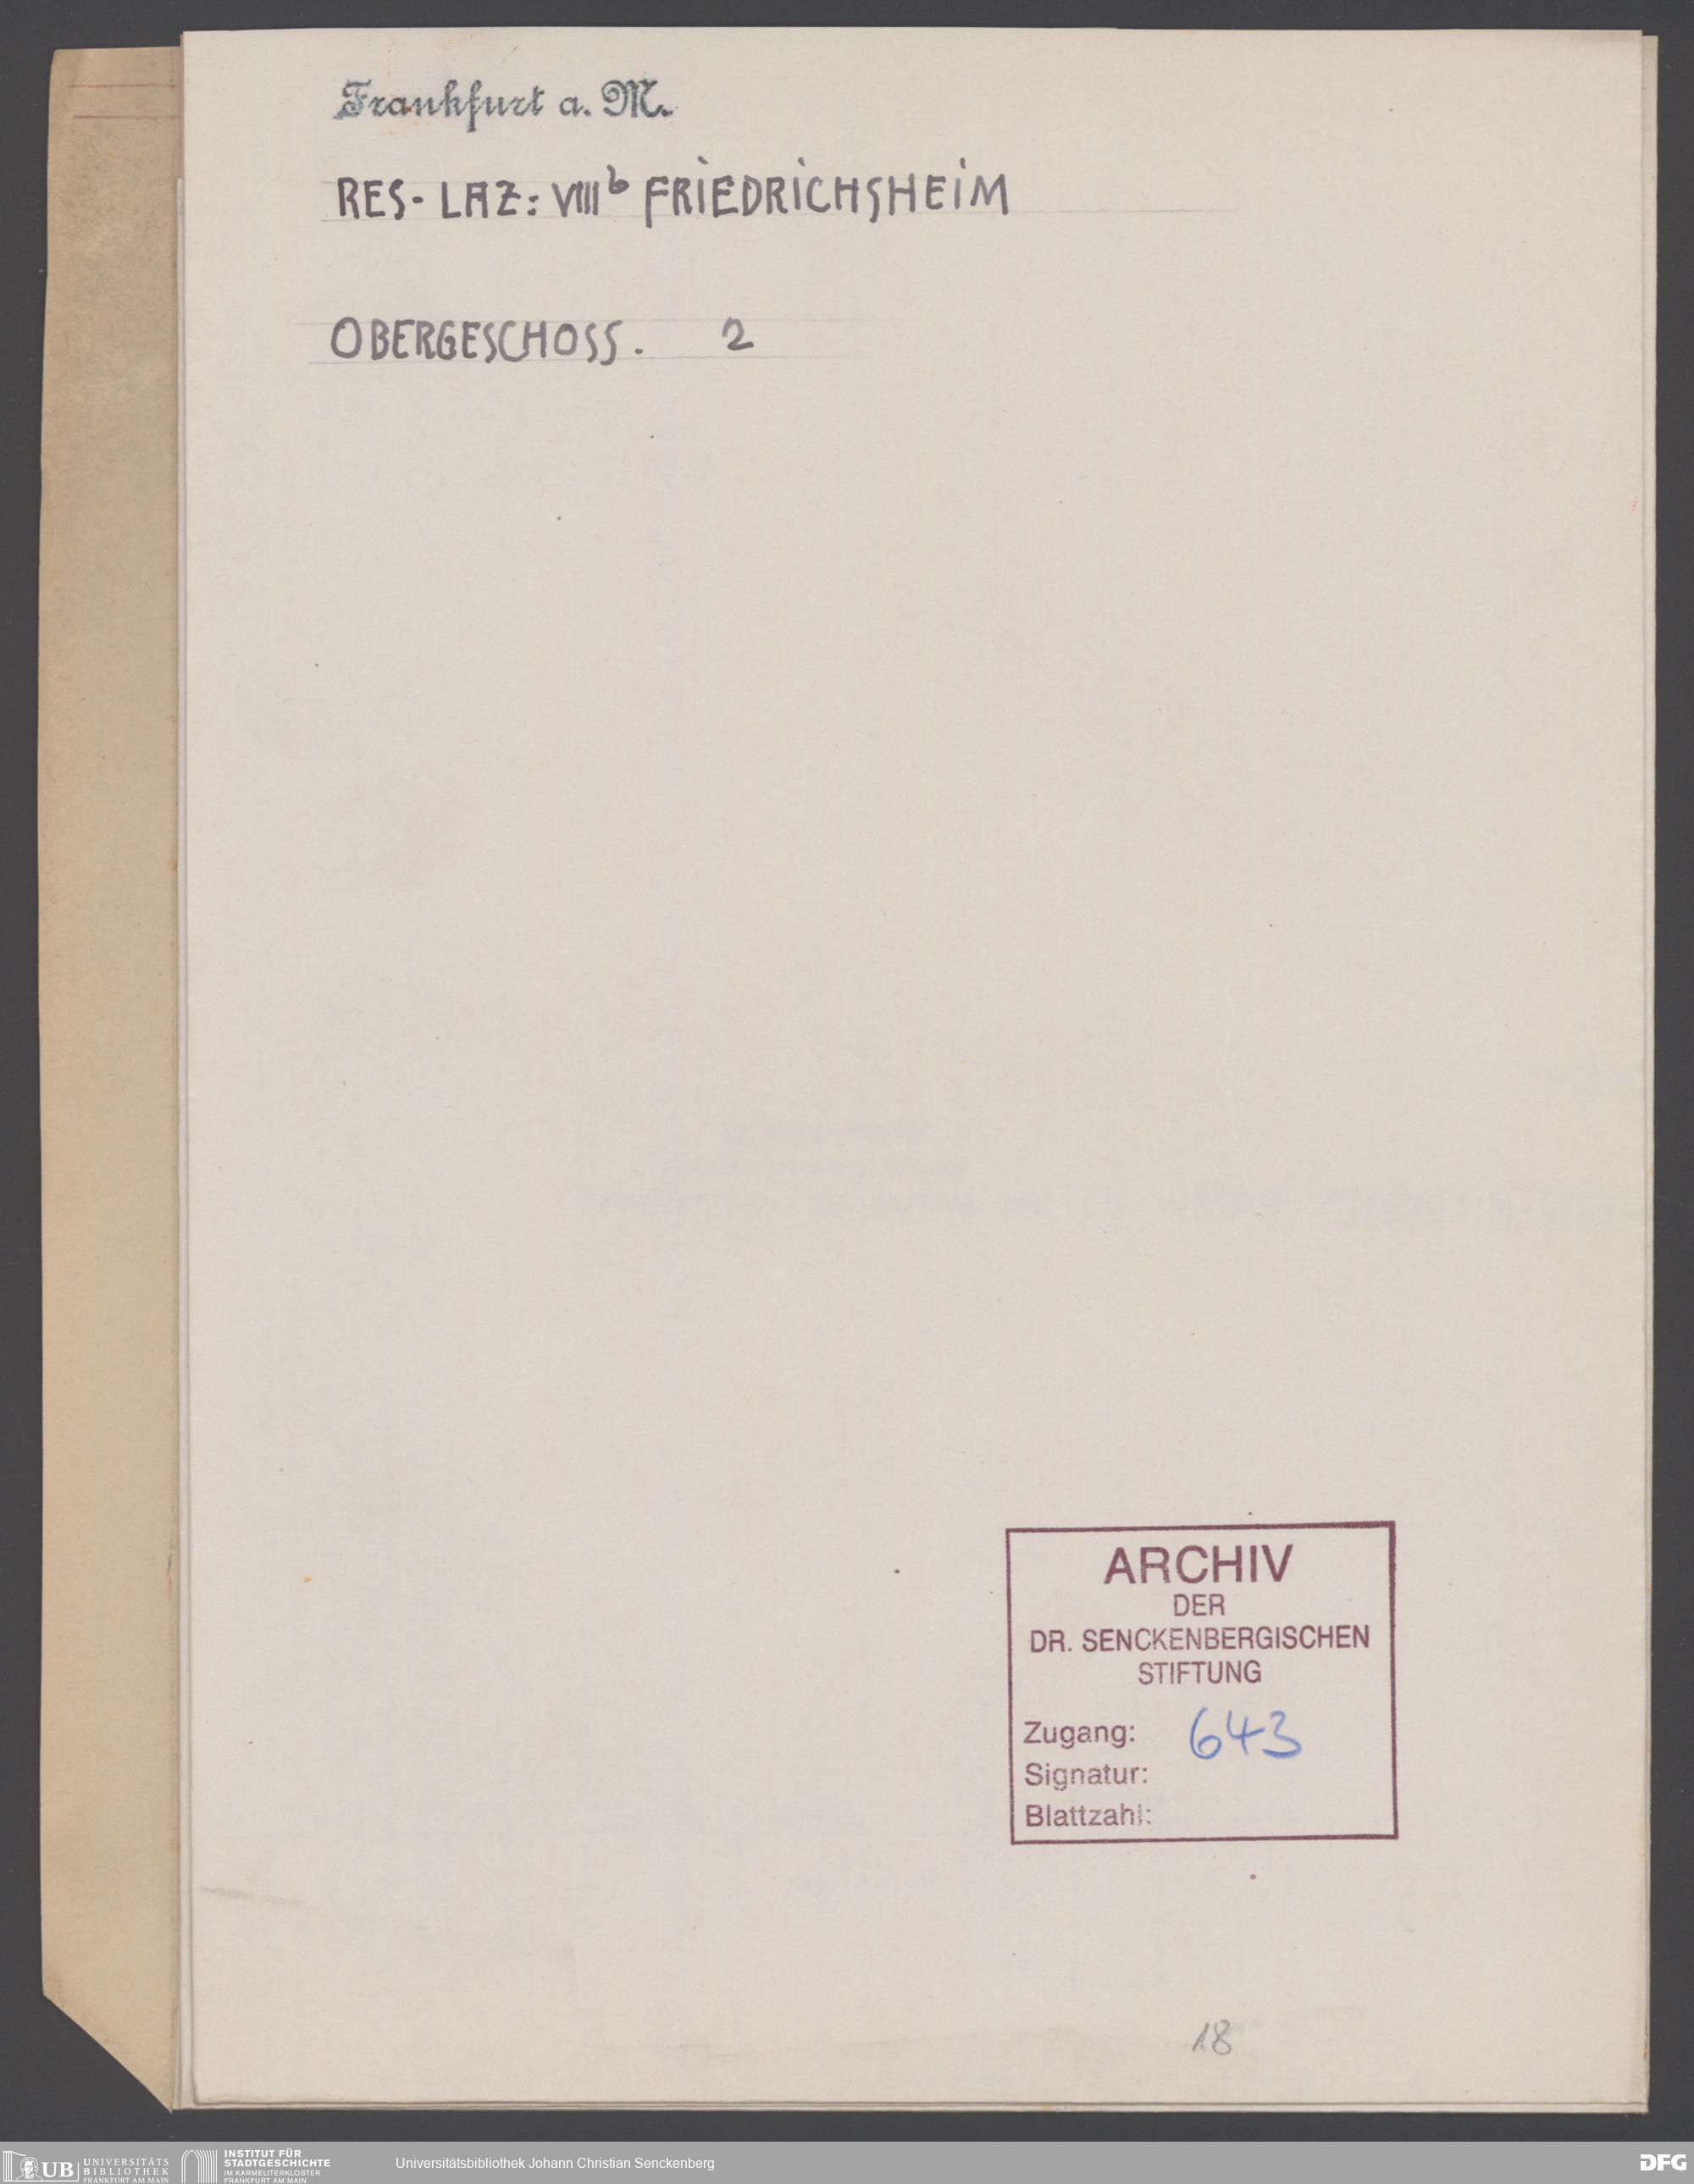 Frankfurt a. M.
RES- LAZ: VIIII b FRIEDRICHSHEIM
OBERGESCHOSS. 2
ARCHIV
DER
DR. SENCKENBERGISCHEN
STIFTUNG
Zugang: 643
Signatur:
Blattzahl:
18
UB UNIVERSITÄTS
BIBLIOTHEK
FRANKFURT AM MAIN
INSTITUT FÜR
STADTGESCHICHTE
IM KARMELITERKLOSTER
FRANKFURT AM MAIN
Universitätsbibliothek Johann Christian Senckenberg
DFG